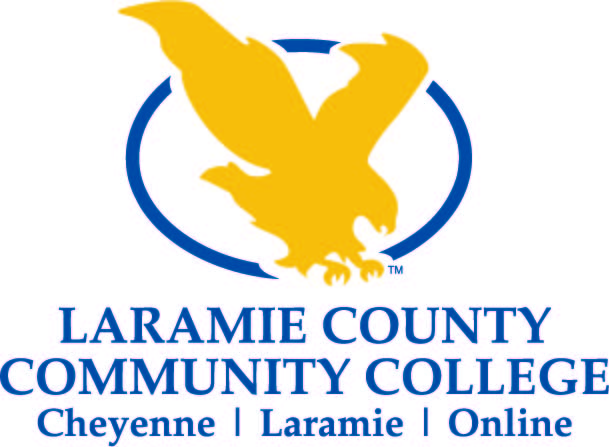 ™
LARAMIE COUNTY
COMMUNITY COLLEGE
Cheyenne | Laramie | Online